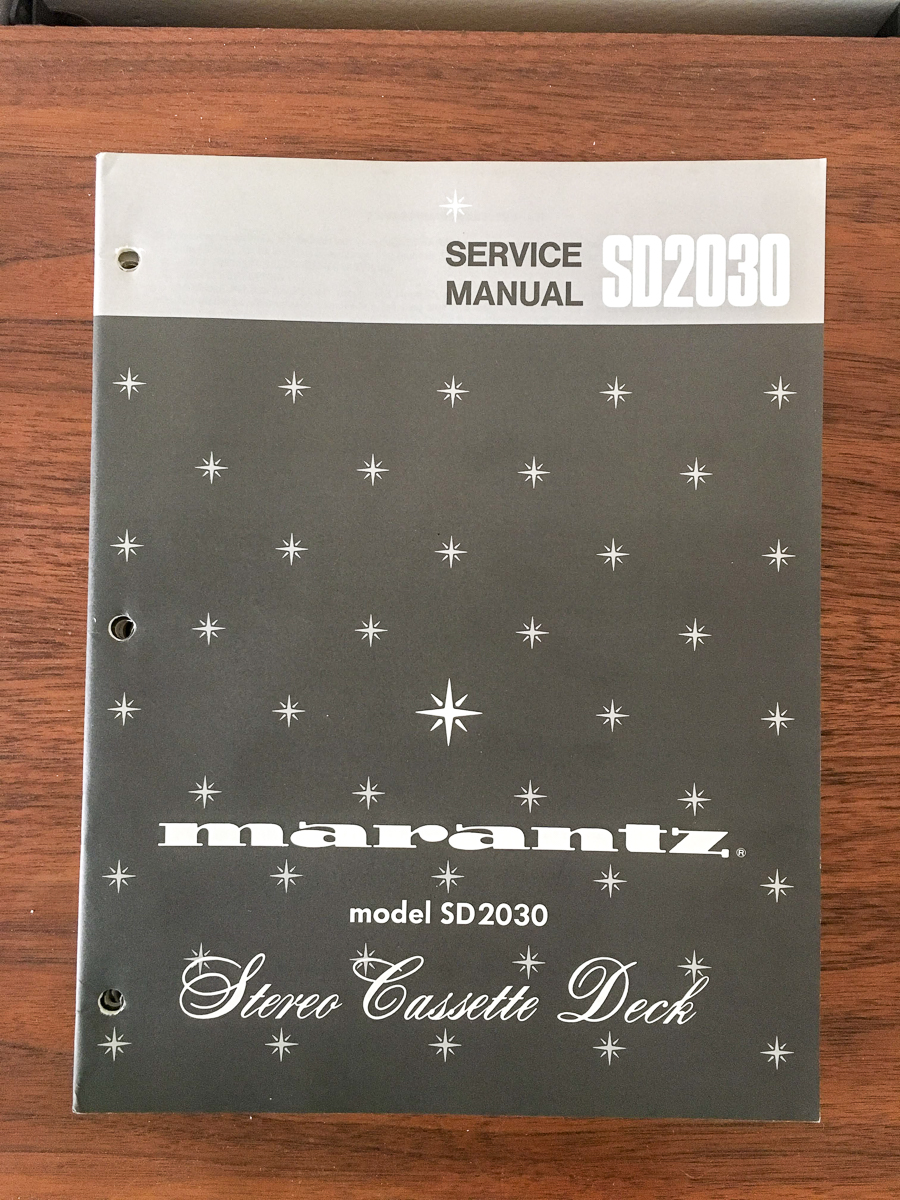 SERVICE
MANUAL SD2030
marantz®
model SD2030
Stereo Cassette Deck